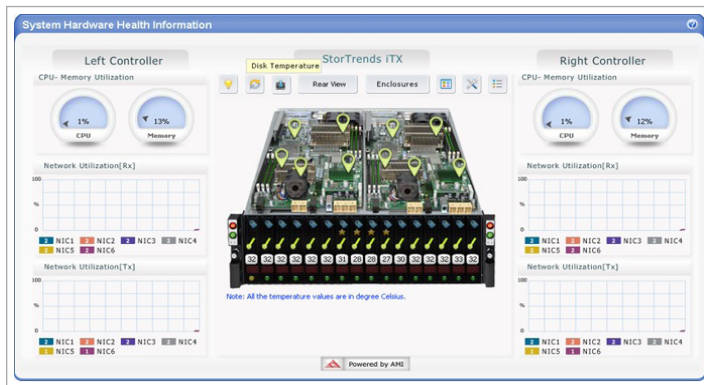 System Hardware Health Information
Left Controller
CPU- Memory Utilization
1%
CPU
13%
Memory
Network Utilization[Rx]
100
%
0
2 NIC1 2 NIC2 2 NIC3 2 NIC4
2 NIC5 2 NIC6
Network Utilization[Tx]
100
%
0
2 NIC1 2 NIC2 2 NIC3 2 NIC4
1 NIC5 1 NIC6
StorTrends iTX
Disk Temperature
Rear View Enclosures
32 32 32 32 32 32 31 28 28 27 30 32 32 32 33 32
Note: All the temperature values are in degree Celsius.
Right Controller
CPU- Memory Utilization
1%
CPU
12%
Memory
Network Utilization[Rx]
100
%
0
2 NIC1 2 NIC2 2 NIC3 2 NIC4
2 NIC5 2 NIC6
Network Utilization[Tx]
100
%
0
2 NIC1 2 NIC2 2 NIC3 2 NIC4
1 NIC5 1 NIC6
Powered by AMI